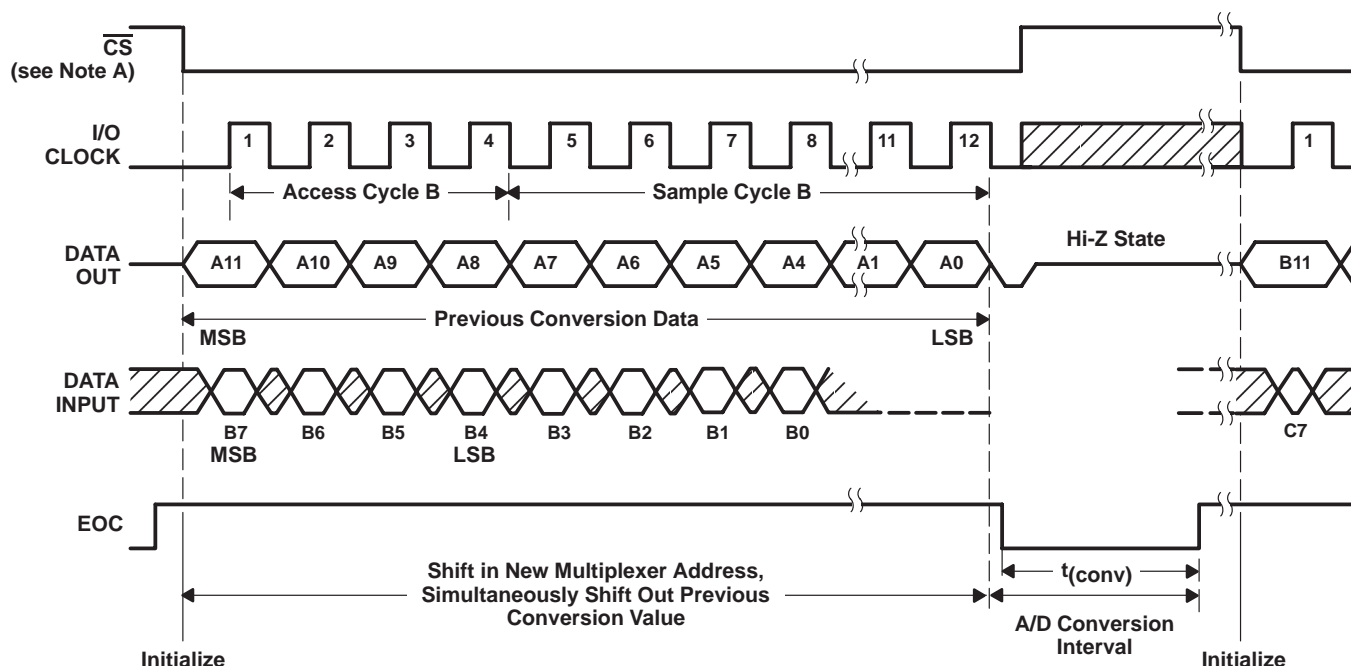 CS
(see Note A)
I/O
CLOCK
1 2 3 4 5 6 7 8 11 12 1
Access Cycle B Sample Cycle B
DATA
OUT
A11 A10 A9 A8 A7 A6 A5 A4 A1 A0 Hi-Z State B11
Previous Conversion Data
MSB LSB
DATA
INPUT
B7 B6 B5 B4 B3 B2 B1 B0 C7
MSB LSB
EOC
Shift in New Multiplexer Address,
Simultaneously Shift Out Previous
Conversion Value
t(conv)
A/D Conversion
Interval
Initialize Initialize